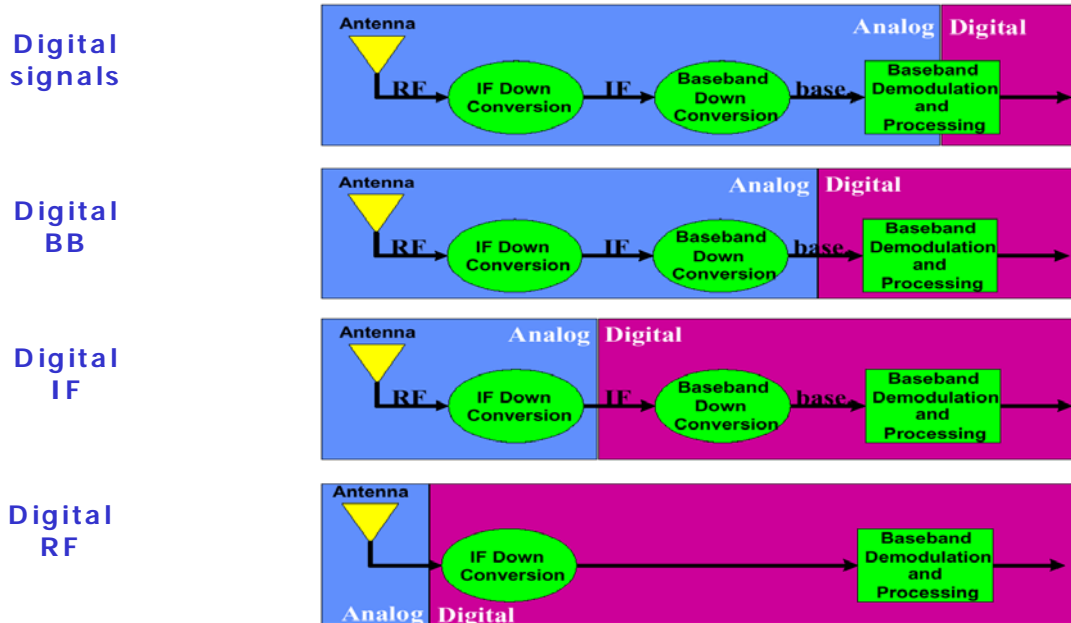 Digital
signals
Antenna
Analog Digital
RF
IF Down
Conversion
IF
Baseband
Down
Conversion
base
Baseband
Demodulation
and
Processing
Digital
BB
Antenna
Analog Digital
RF
IF Down
Conversion
IF
Baseband
Down
Conversion
base
Baseband
Demodulation
and
Processing
Digital
IF
Antenna
Analog Digital
RF
IF Down
Conversion
IF
Baseband
Down
Conversion
base
Baseband
Demodulation
and
Processing
Digital
RF
Antenna
IF Down
Conversion
Baseband
Demodulation
and
Processing
Analog Digital